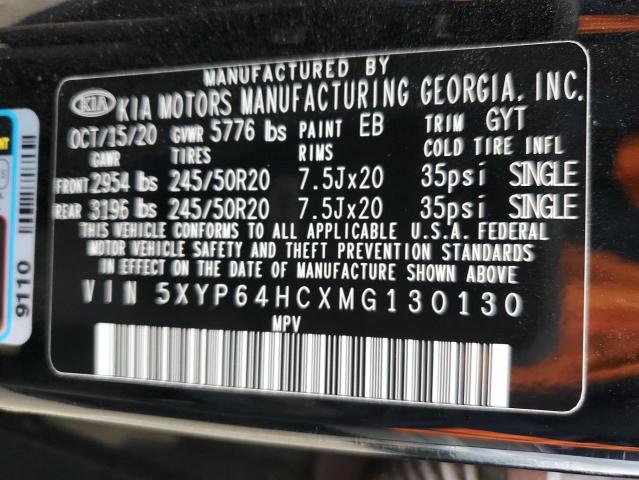 MANUFACTURED BY
KIA KIA MOTORS MANUFACTURING GEORGIA, INC.
OCT/15/20 GVWR 5776 lbs PAINT EB TRIM GYT
GAWR TIRES RIMS COLD TIRE INFL
FRONT 2954 lbs 245/50R20 7.5Jx20 35psi SINGLE
REAR 3196 lbs 245/50R20 7.5Jx20 35psi SINGLE
THIS VEHICLE CONFORMS TO ALL APPLICABLE U.S.A. FEDERAL
MOTOR VEHICLE SAFETY AND THEFT PREVENTION STANDARDS
IN EFFECT ON THE DATE OF MANUFACTURE SHOWN ABOVE
VIN 5XYP64HCXMG130130
MPV
9110